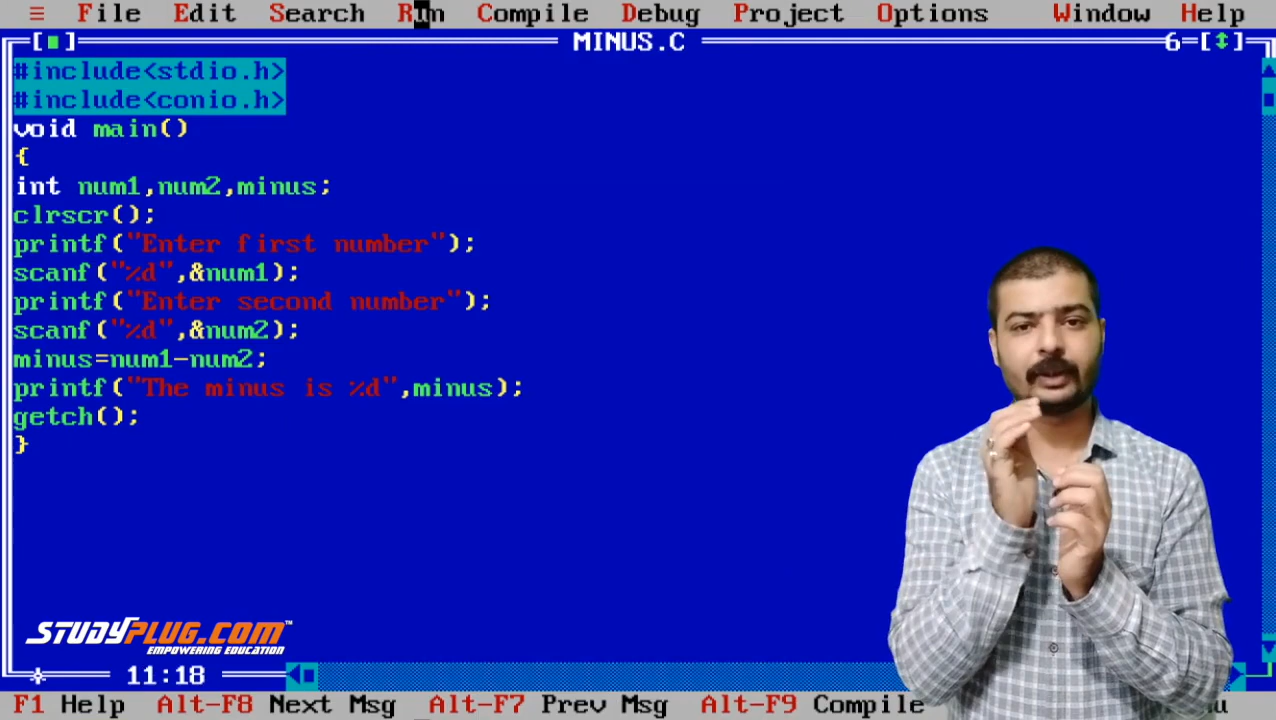 ≡ File Edit Search Run Compile Debug Project Options Window Help
MINUS.C 6
#include<stdio.h>
#include<conio.h>
void main()
{
int num1,num2,minus;
clrscr();
printf("Enter first number");
scanf("%d",&num1);
printf("Enter second number");
scanf("%d",&num2);
minus=num1-num2;
printf("The minus is %d",minus);
getch();
}
STUDYPLUG.COM™
EMPOWERING EDUCATION
11:18
F1 Help Alt-F8 Next Msg Alt-F7 Prev Msg Alt-F9 Compile